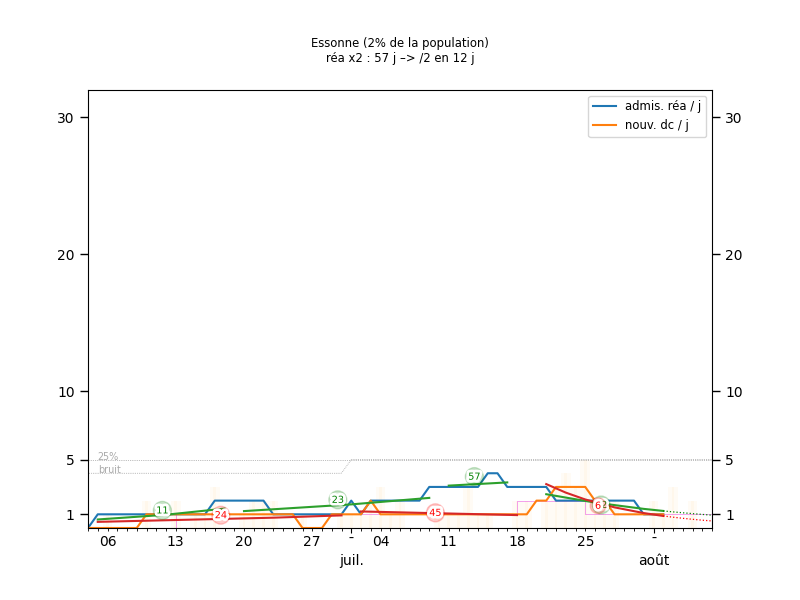 Essonne (2% de la population)
réa x2 : 57 j –> /2 en 12 j
admis. réa / j
nouv. dc / j
30 30
20 20
10 10
5 5
1 1
25%
bruit
11 24 23 45 57
06 13 20 27 - 04 11 18 25 -
juil. août